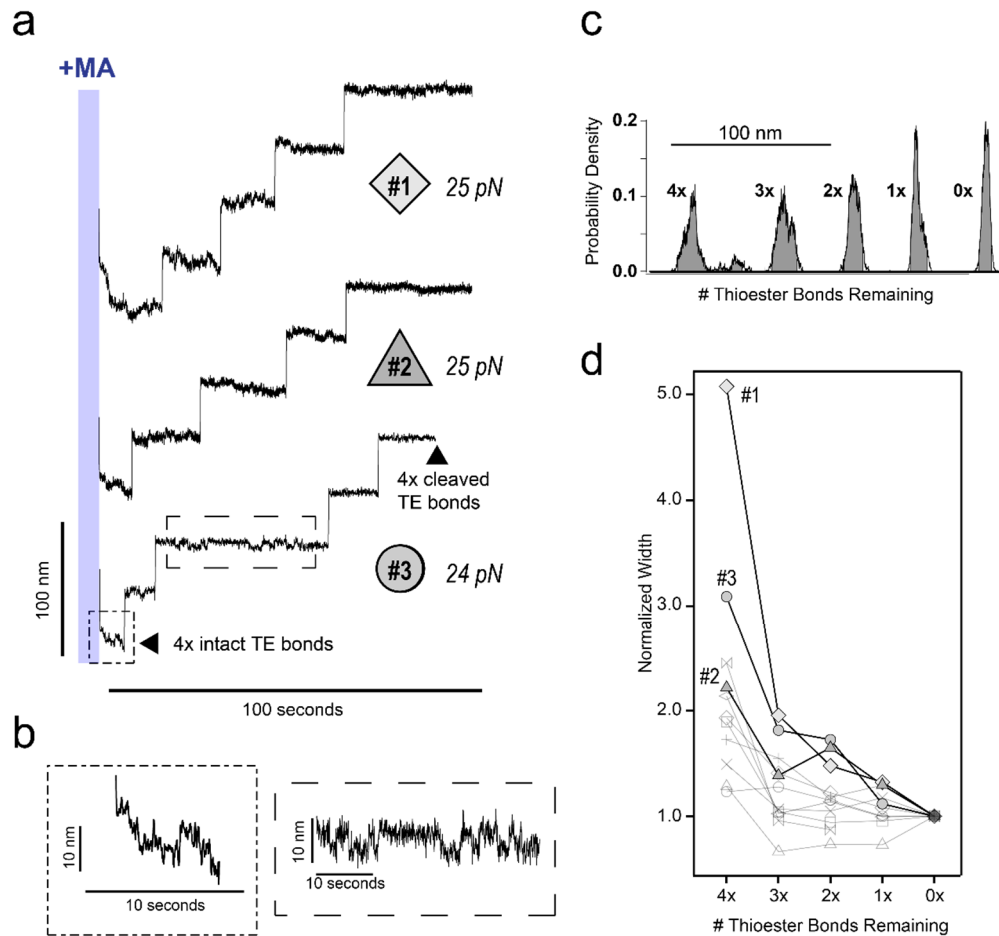 a
+MA
#1
25 pN
#2
25 pN
4x cleaved
TE bonds
#3
24 pN
100 nm
4x intact TE bonds
100 seconds
b
10 nm
10 seconds
10 nm
10 seconds
c
Probability Density
0.2
0.1
0.0
100 nm
4x
3x
2x
1x
0x
# Thioester Bonds Remaining
d
Normalized Width
5.0
4.0
3.0
2.0
1.0
#1
#3
#2
4x
3x
2x
1x
0x
# Thioester Bonds Remaining